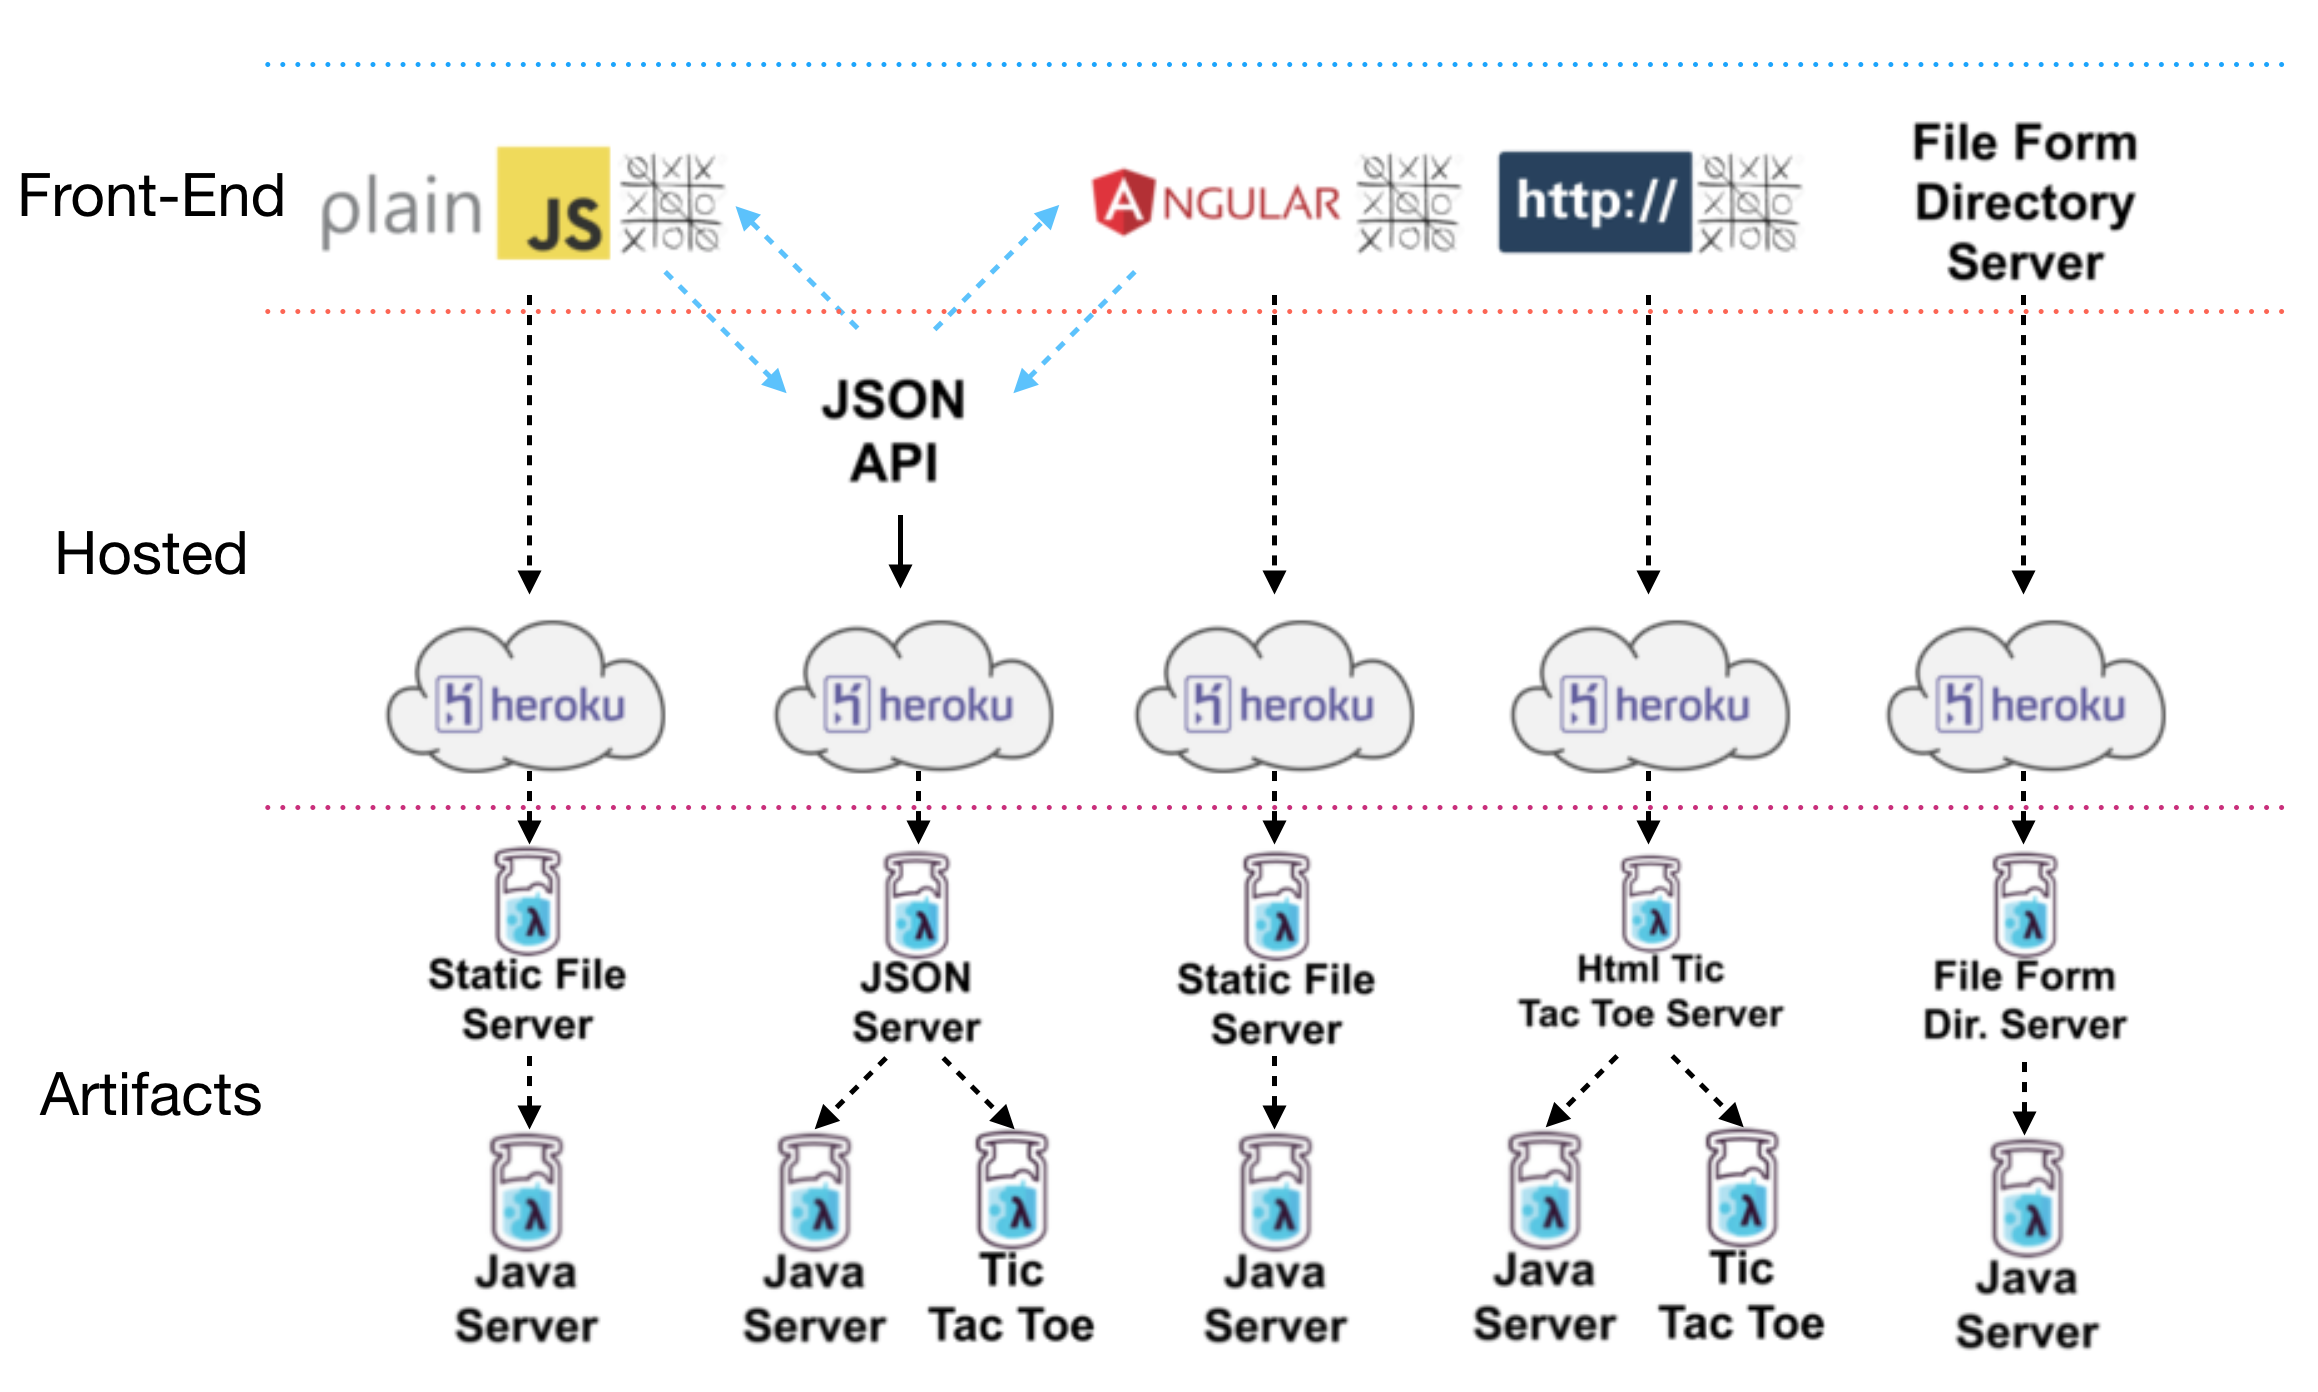 Front-End
plain JS
ANGULAR
http://
File Form
Directory
Server
JSON
API
Hosted
heroku
heroku
heroku
heroku
heroku
Artifacts
λ
Static File
Server
λ
JSON
Server
λ
Static File
Server
λ
Html Tic
Tac Toe Server
λ
File Form
Dir. Server
λ
Java
Server
λ
Java
Server
λ
Tic
Tac Toe
λ
Java
Server
λ
Java
Server
λ
Tic
Tac Toe
λ
Java
Server